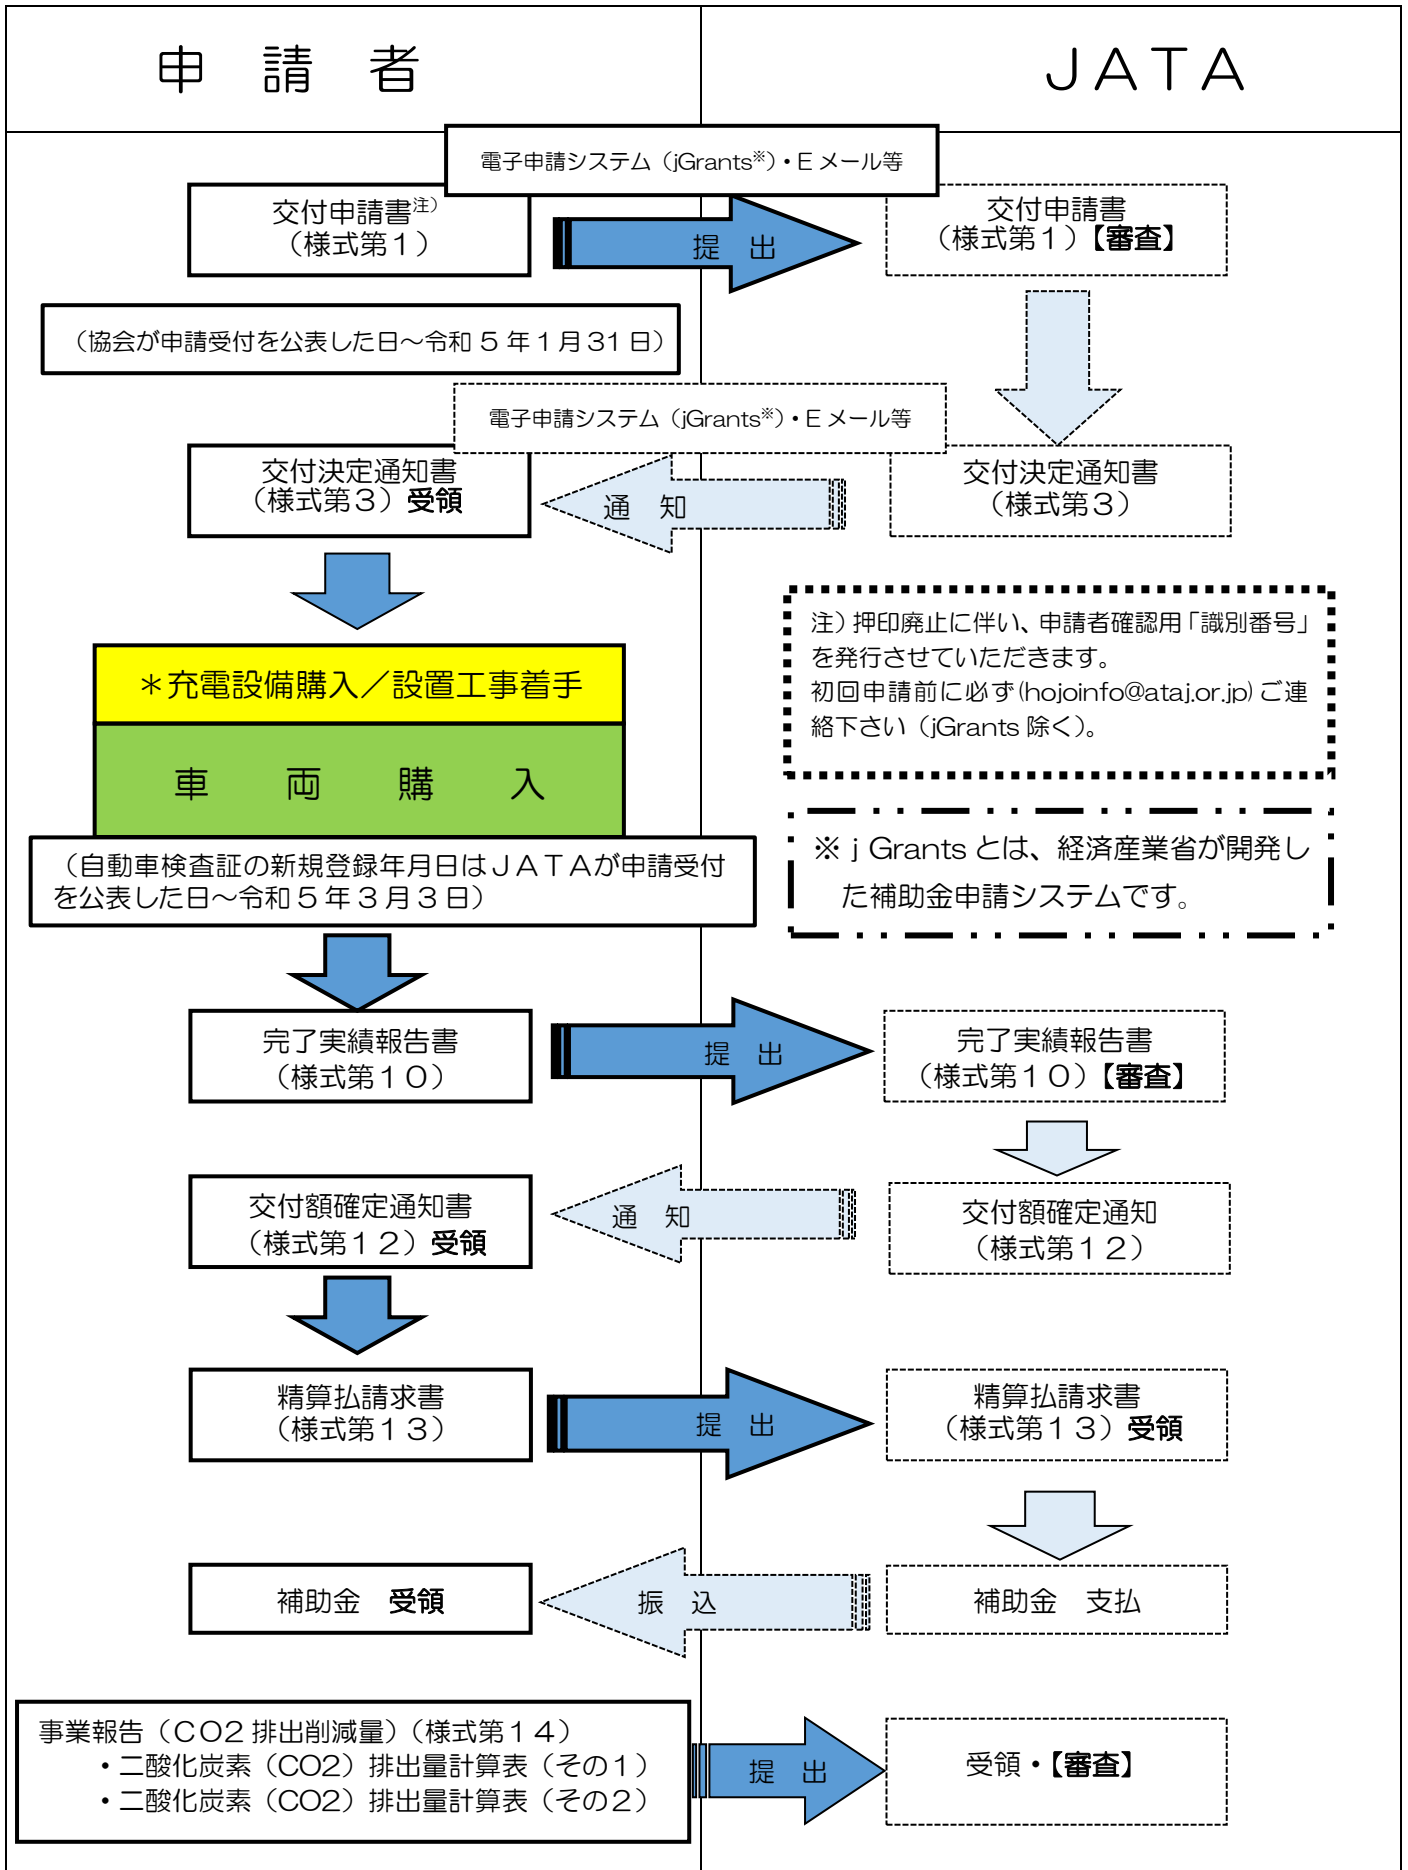 申　請　者
ＪＡＴＡ
電子申請システム（jGrants※）・Ｅメール等
交付申請書注）
（様式第１）
提　出
交付申請書
（様式第１）【審査】
（協会が申請受付を公表した日～令和５年１月31日）
電子申請システム（jGrants※）・Ｅメール等
交付決定通知書
（様式第３）受領
通　知
交付決定通知書
（様式第３）
＊充電設備購入／設置工事着手
車　両　購　入
（自動車検査証の新規登録年月日はＪＡＴＡが申請受付
を公表した日～令和５年３月３日）
注）押印廃止に伴い、申請者確認用「識別番号」
を発行させていただきます。
初回申請前に必ず(hojoinfo@ataj.or.jp)ご連
絡下さい（jGrants 除く）。
※ｊGrants とは、経済産業省が開発し
た補助金申請システムです。
完了実績報告書
（様式第１０）
提　出
完了実績報告書
（様式第１０）【審査】
交付額確定通知書
（様式第１２）受領
通　知
交付額確定通知
（様式第１２）
精算払請求書
（様式第１３）
提　出
精算払請求書
（様式第１３）受領
補助金　受領
振　込
補助金　支払
事業報告（ＣＯ２排出削減量）（様式第１４）
・二酸化炭素（CO2）排出量計算表（その１）
・二酸化炭素（CO2）排出量計算表（その２）
提　出
受領・【審査】